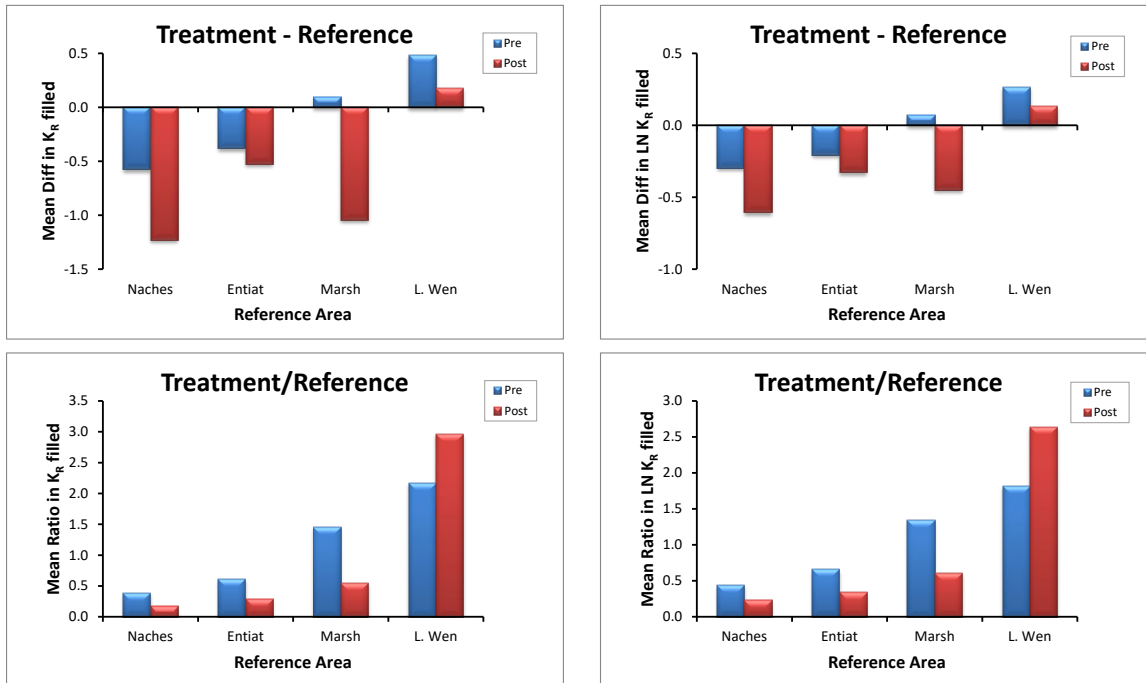 Treatment - Reference
Pre
Post
Mean Diff in KR filled
0.5
0.0
-0.5
-1.0
-1.5
Naches Entiat Marsh L. Wen
Reference Area
Treatment - Reference
Pre
Post
Mean Diff in LN KR filled
0.5
0.0
-0.5
-1.0
Naches Entiat Marsh L. Wen
Reference Area
Treatment/Reference
Pre
Post
Mean Ratio in KR filled
3.5
3.0
2.5
2.0
1.5
1.0
0.5
0.0
Naches Entiat Marsh L. Wen
Reference Area
Treatment/Reference
Pre
Post
Mean Ratio in LN KR filled
3.0
2.5
2.0
1.5
1.0
0.5
0.0
Naches Entiat Marsh L. Wen
Reference Area